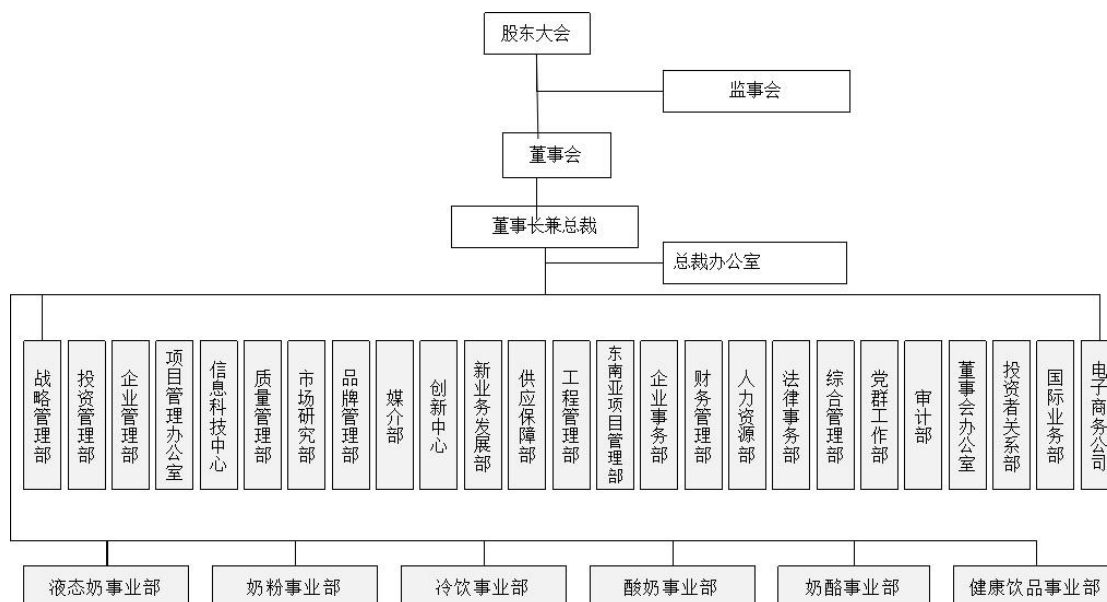 股东大会
监事会
董事会
董事长兼总裁
总裁办公室
战略管理部
投资管理部
企业管理部
项目管理办公室
信息科技中心
质量管理部
市场研究部
品牌管理部
媒介部
创新中心
新业务发展部
供应保障部
工程管理部
东南亚项目管理部
企业事务部
财务管理部
人力资源部
法律事务部
综合管理部
党群工作部
审计部
董事会办公室
投资者关系部
国际业务部
电子商务公司
液态奶事业部
奶粉事业部
冷饮事业部
酸奶事业部
奶酪事业部
健康饮品事业部